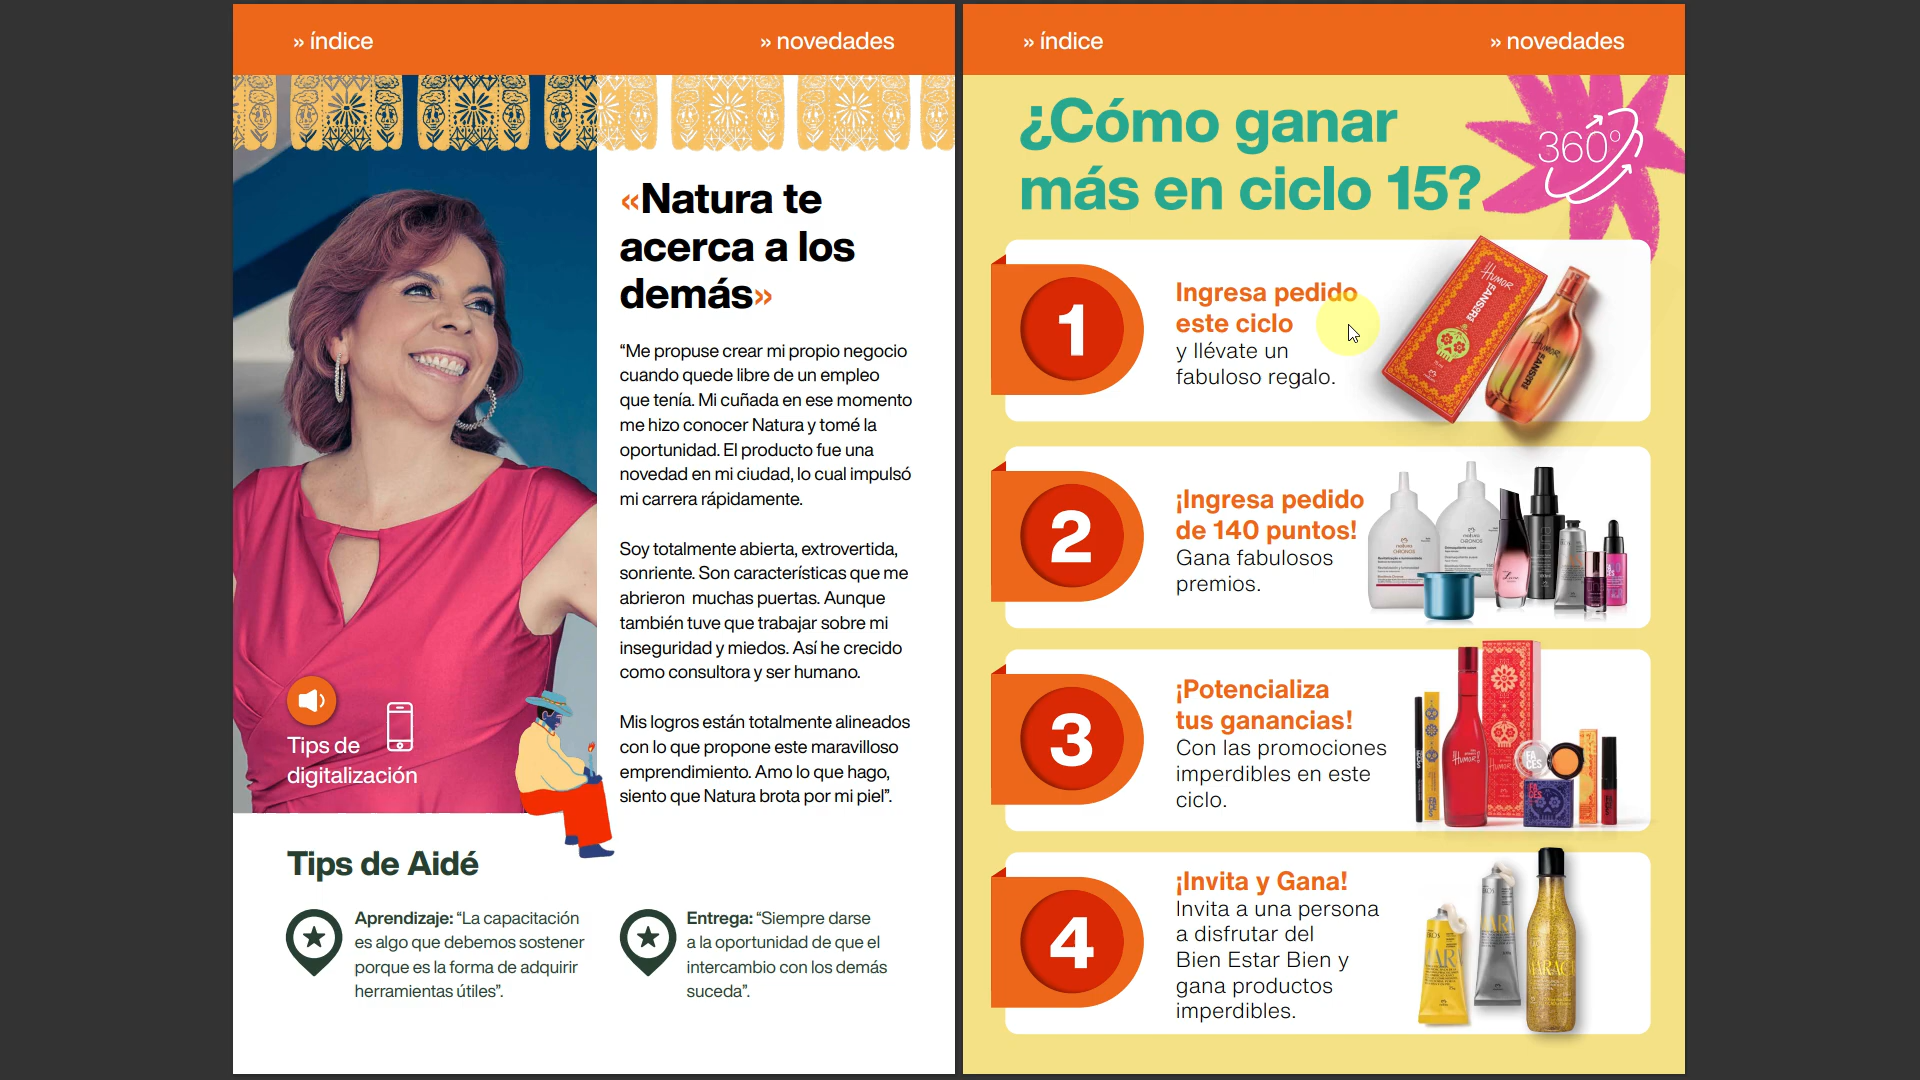 » índice
» novedades
«Natura te
acerca a los
demás»
“Me propuse crear mi propio negocio
cuando quede libre de un empleo
que tenía. Mi cuñada en ese momento
me hizo conocer Natura y tomé la
oportunidad. El producto fue una
novedad en mi ciudad, lo cual impulsó
mi carrera rápidamente.
Soy totalmente abierta, extrovertida,
sonriente. Son características que me
abrieron muchas puertas. Aunque
también tuve que trabajar sobre mi
inseguridad y miedos. Así he crecido
como consultora y ser humano.
Mis logros están totalmente alineados
con lo que propone este maravilloso
emprendimiento. Amo lo que hago,
siento que Natura brota por mi piel”.
Tips de
digitalización
Tips de Aidé
Aprendizaje: “La capacitación
es algo que debemos sostener
porque es la forma de adquirir
herramientas útiles”.
Entrega: “Siempre darse
a la oportunidad de que el
intercambio con los demás
suceda”.
» índice
» novedades
¿Cómo ganar
más en ciclo 15?
360°
1
Ingresa pedido
este ciclo
y llévate un
fabuloso regalo.
2
¡Ingresa pedido
de 140 puntos!
Gana fabulosos
premios.
natura
CHRONOS
natura
CHRONOS
3
¡Potencializa
tus ganancias!
Con las promociones
imperdibles en este
ciclo.
Humor
FACES
4
¡Invita y Gana!
Invita a una persona
a disfrutar del
Bien Estar Bien y
gana productos
imperdibles.